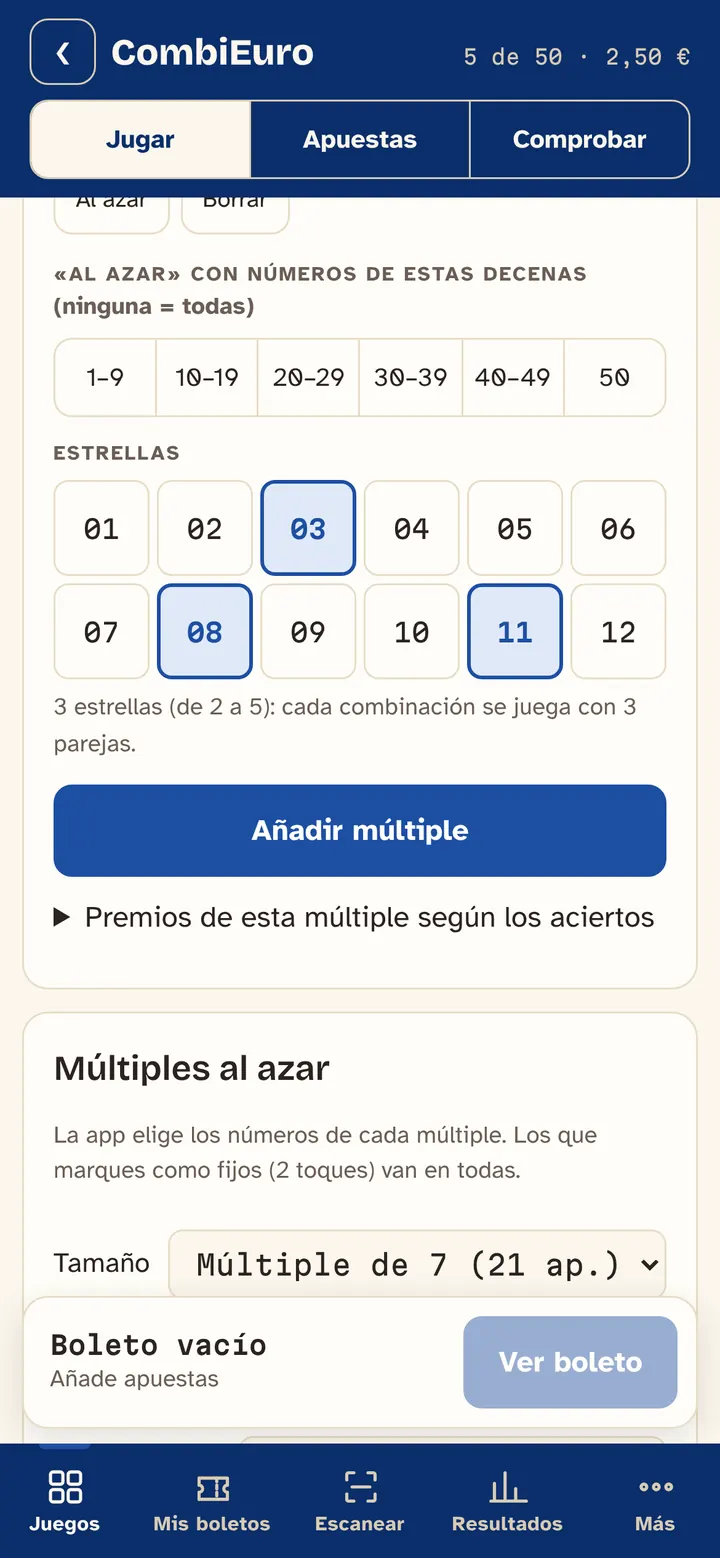 CombiEuro
5 de 50 · 2,50 €
Jugar
Apuestas
Comprobar
Al azar
Borrar
«AL AZAR» CON NÚMEROS DE ESTAS DECENAS
(ninguna = todas)
1–9
10–19
20–29
30–39
40–49
50
ESTRELLAS
01
02
03
04
05
06
07
08
09
10
11
12
3 estrellas (de 2 a 5): cada combinación se juega con 3
parejas.
Añadir múltiple
Premios de esta múltiple según los aciertos
Múltiples al azar
La app elige los números de cada múltiple. Los que
marques como fijos (2 toques) van en todas.
Tamaño
Múltiple de 7 (21 ap.)
Boleto vacío
Añade apuestas
Ver boleto
Juegos
Mis boletos
Escanear
Resultados
Más